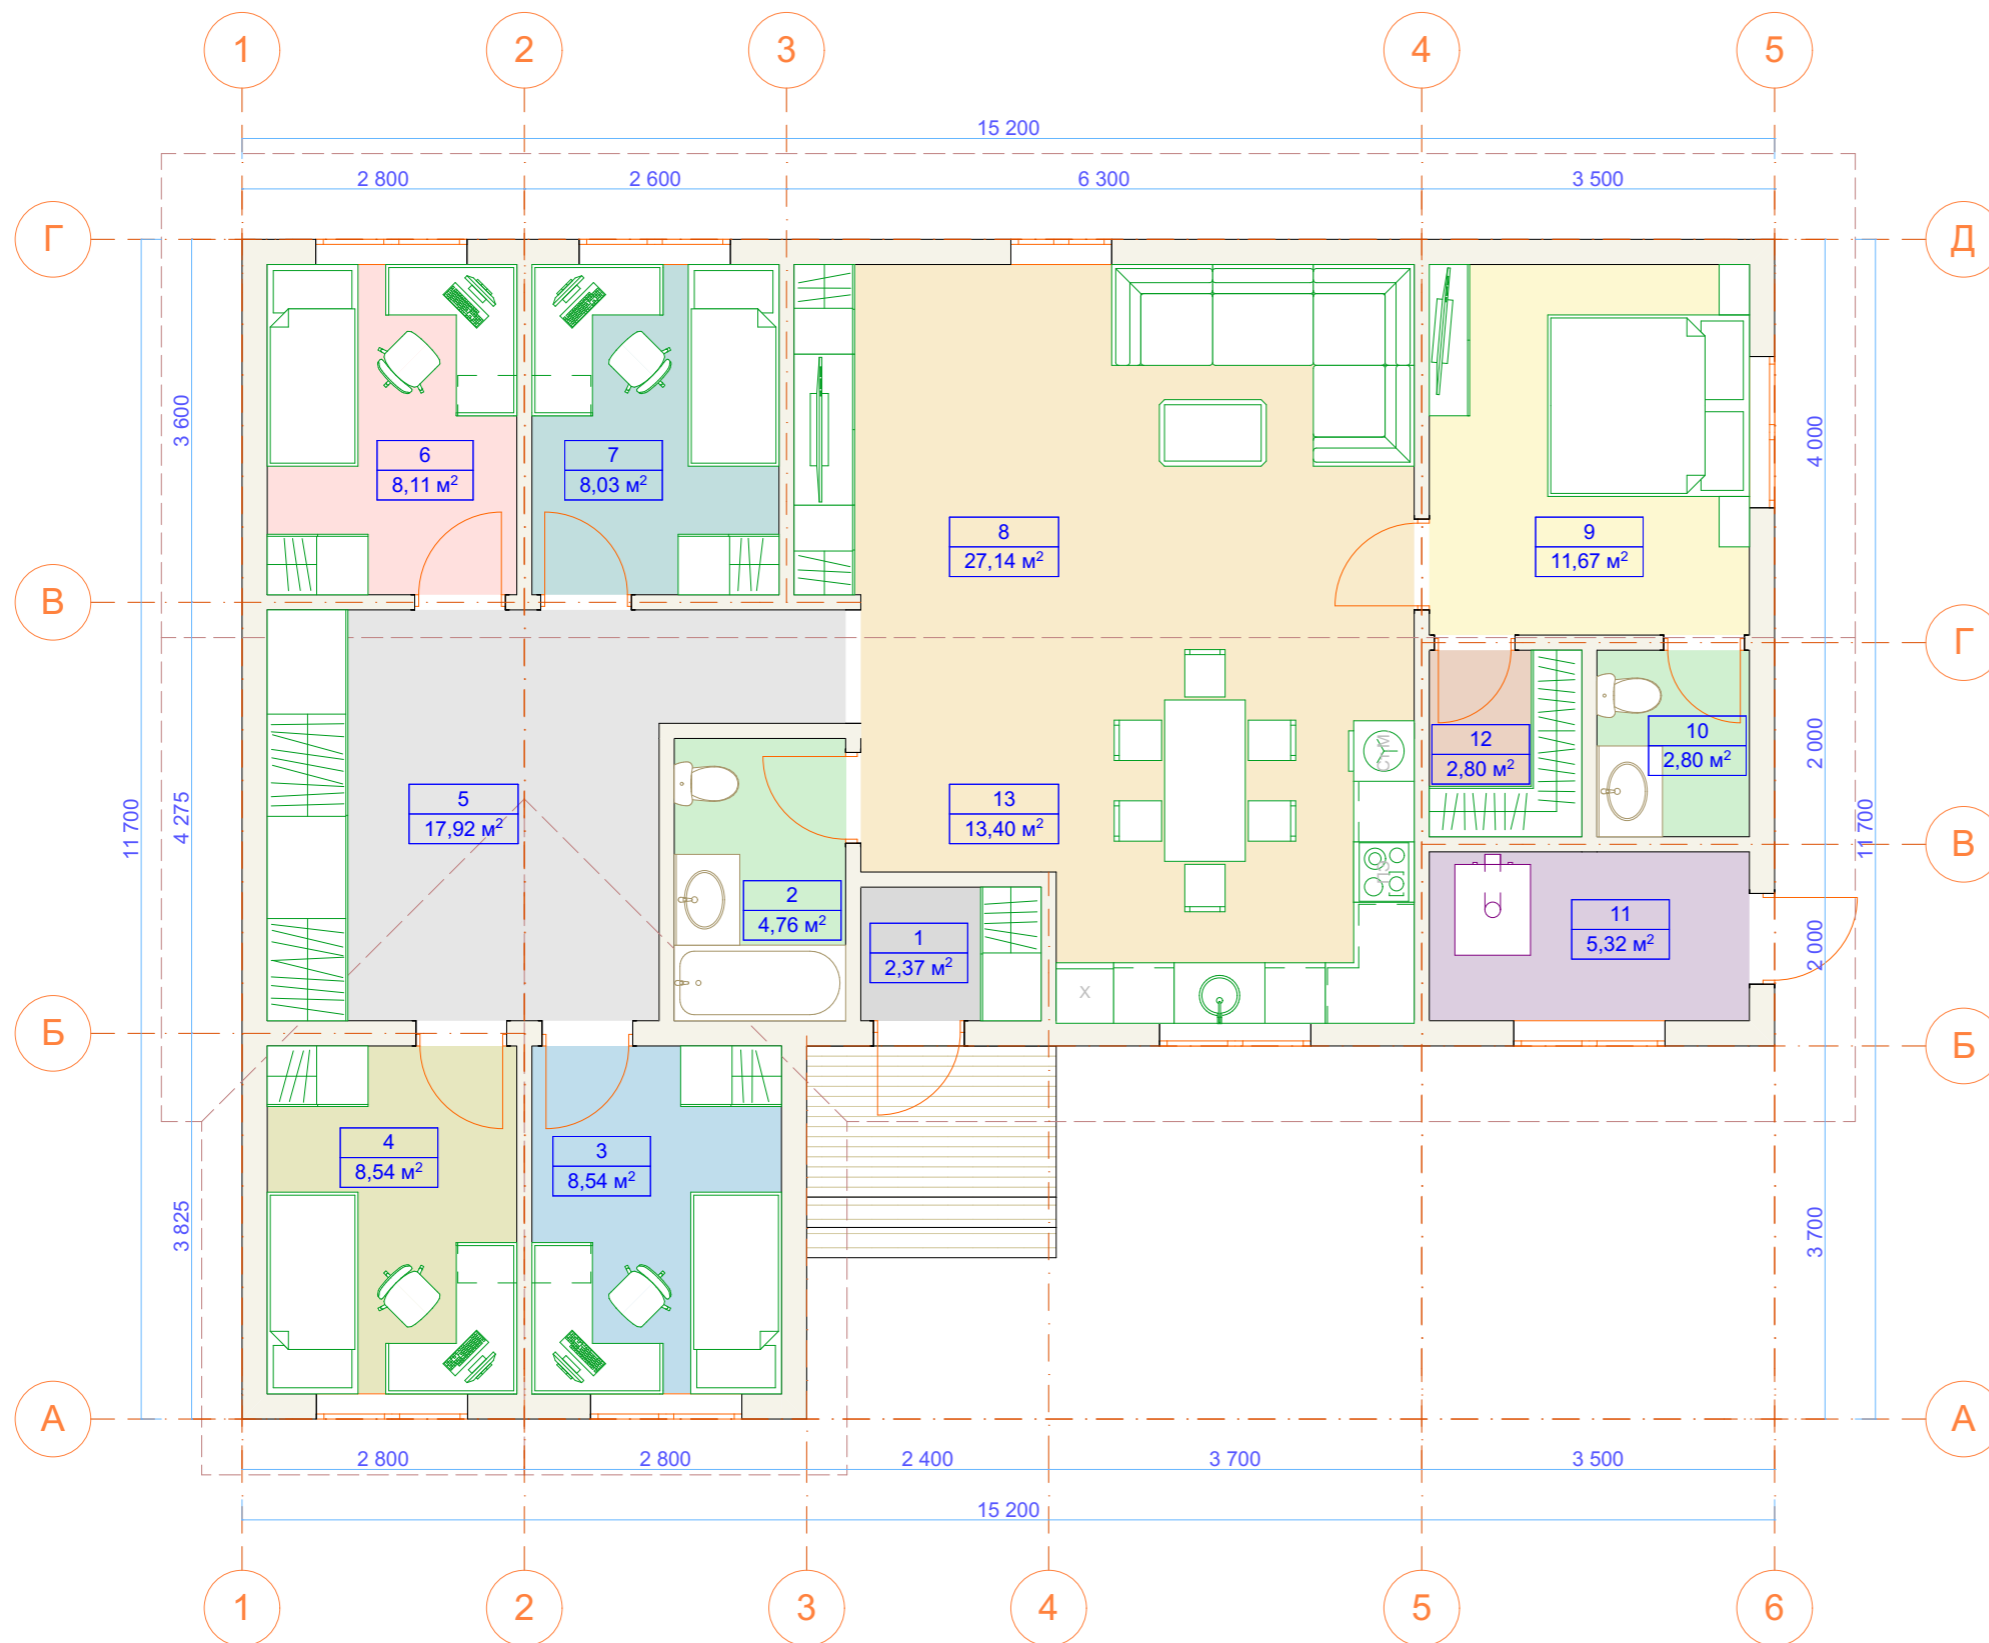 1 2 3 4 5
15 200
2 800 2 600 6 300 3 500
Г Д
3 600
4 000
6
8,11 м²
7
8,03 м²
8
27,14 м²
9
11,67 м²
В Г
11 700
4 275
2 000
11 700
5
17,92 м²
13
13,40 м²
12
2,80 м²
10
2,80 м²
В
2
4,76 м²
1
2,37 м²
11
5,32 м²
2 000
X
Б Б
4
8,54 м²
3
8,54 м²
3 825
3 700
А А
2 800 2 800 2 400 3 700 3 500
15 200
1 2 3 4 5 6